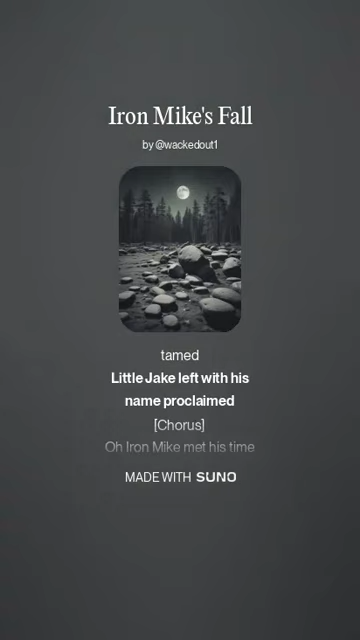 Iron Mike's Fall
by @wackedout1
tamed
Little Jake left with his
name proclaimed
[Chorus]
Oh Iron Mike met his time
MADE WITH SUNO